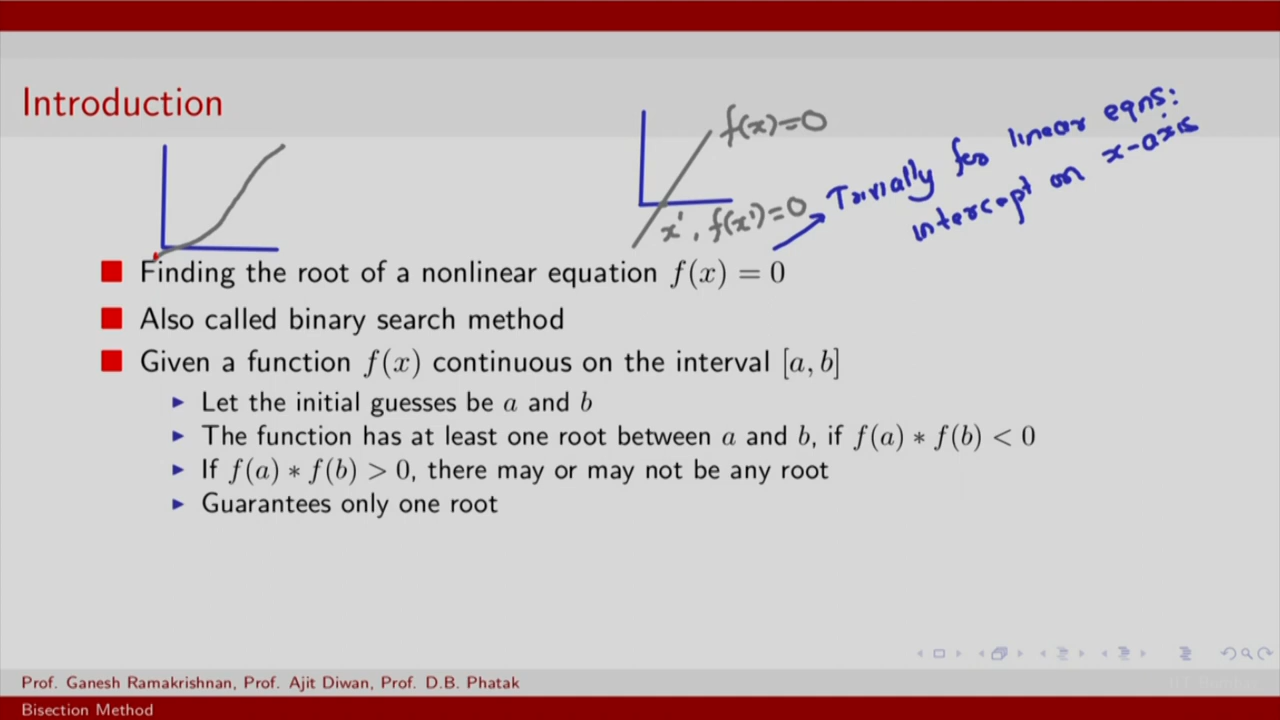 Introduction
f(x)=0
x', f(x')=0
Trivially for linear eqns:
intercept on x-axis
Finding the root of a nonlinear equation f(x) = 0
Also called binary search method
Given a function f(x) continuous on the interval [a, b]
Let the initial guesses be a and b
The function has at least one root between a and b, if f(a) * f(b) < 0
If f(a) * f(b) > 0, there may or may not be any root
Guarantees only one root
Prof. Ganesh Ramakrishnan, Prof. Ajit Diwan, Prof. D.B. Phatak
Bisection Method